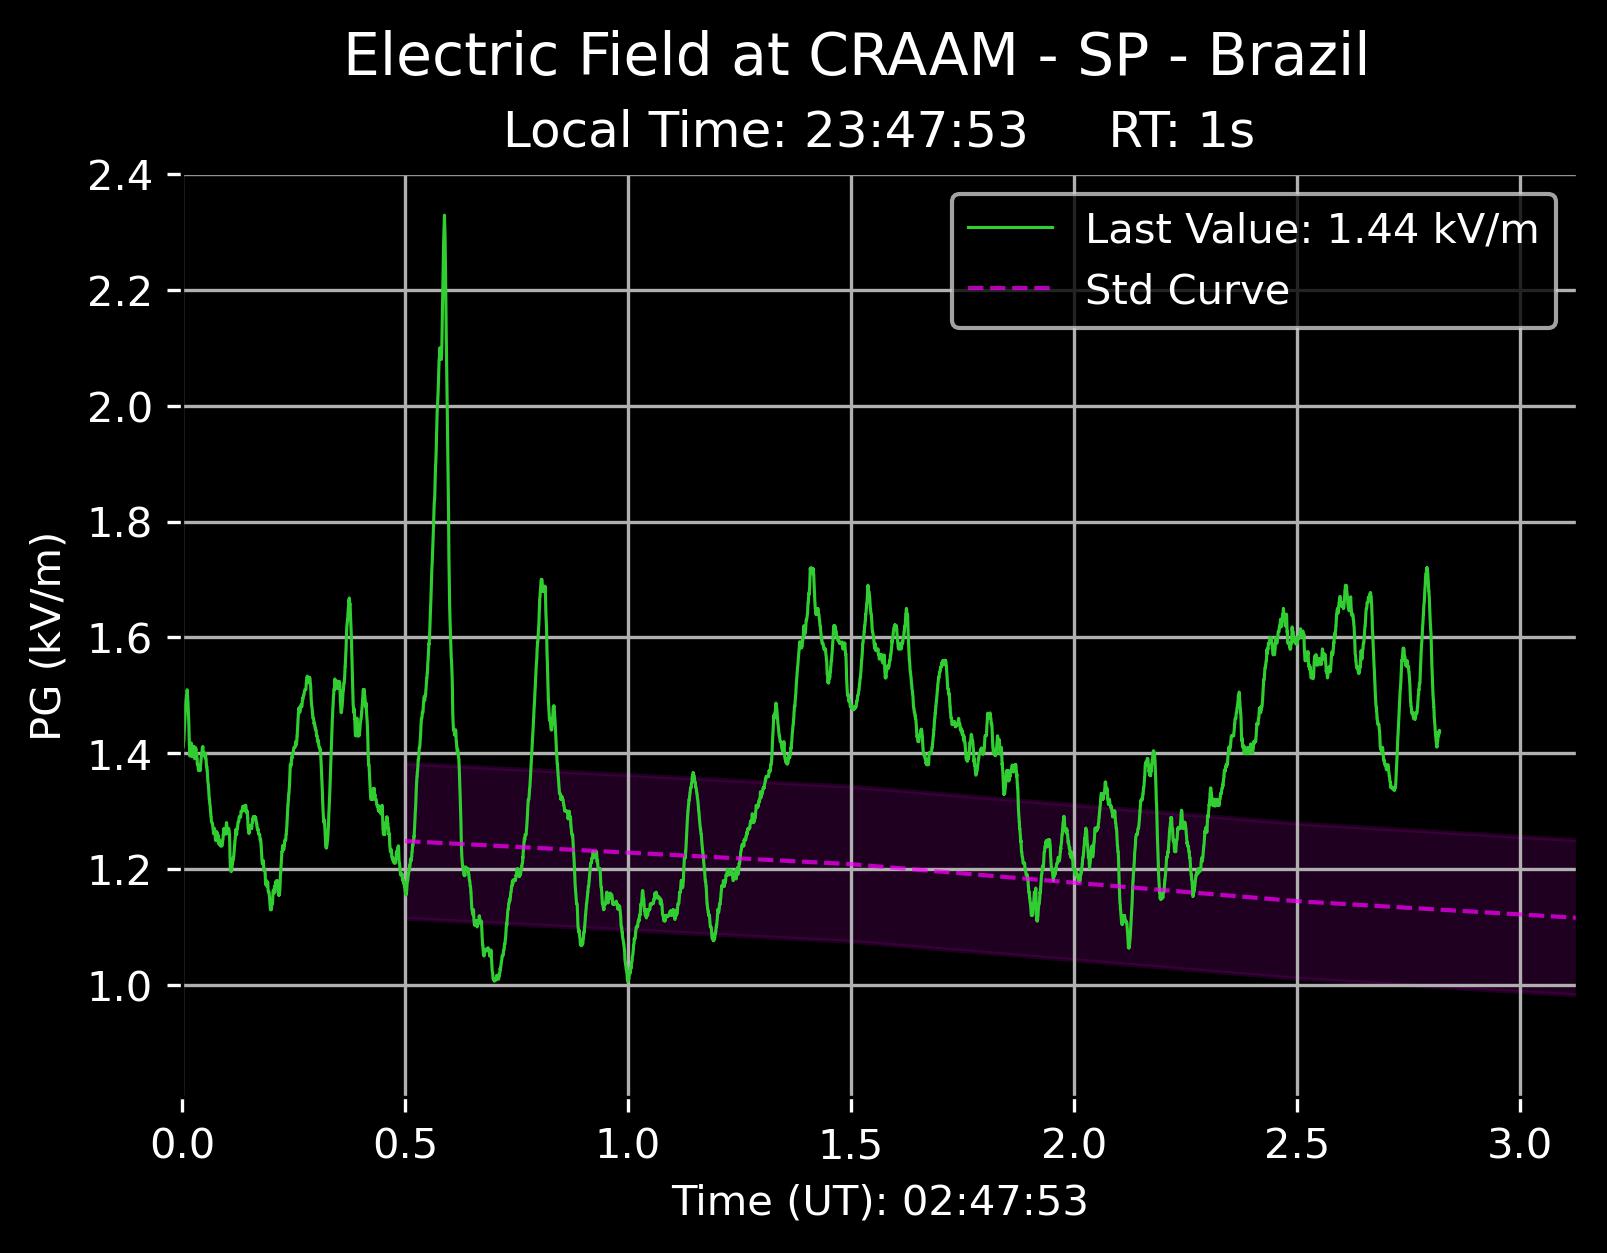 Electric Field at CRAAM - SP - Brazil
Local Time: 23:47:53 RT: 1s
Last Value: 1.44 kV/m
Std Curve
PG (kV/m)
2.4
2.2
2.0
1.8
1.6
1.4
1.2
1.0
0.0 0.5 1.0 1.5 2.0 2.5 3.0
Time (UT): 02:47:53